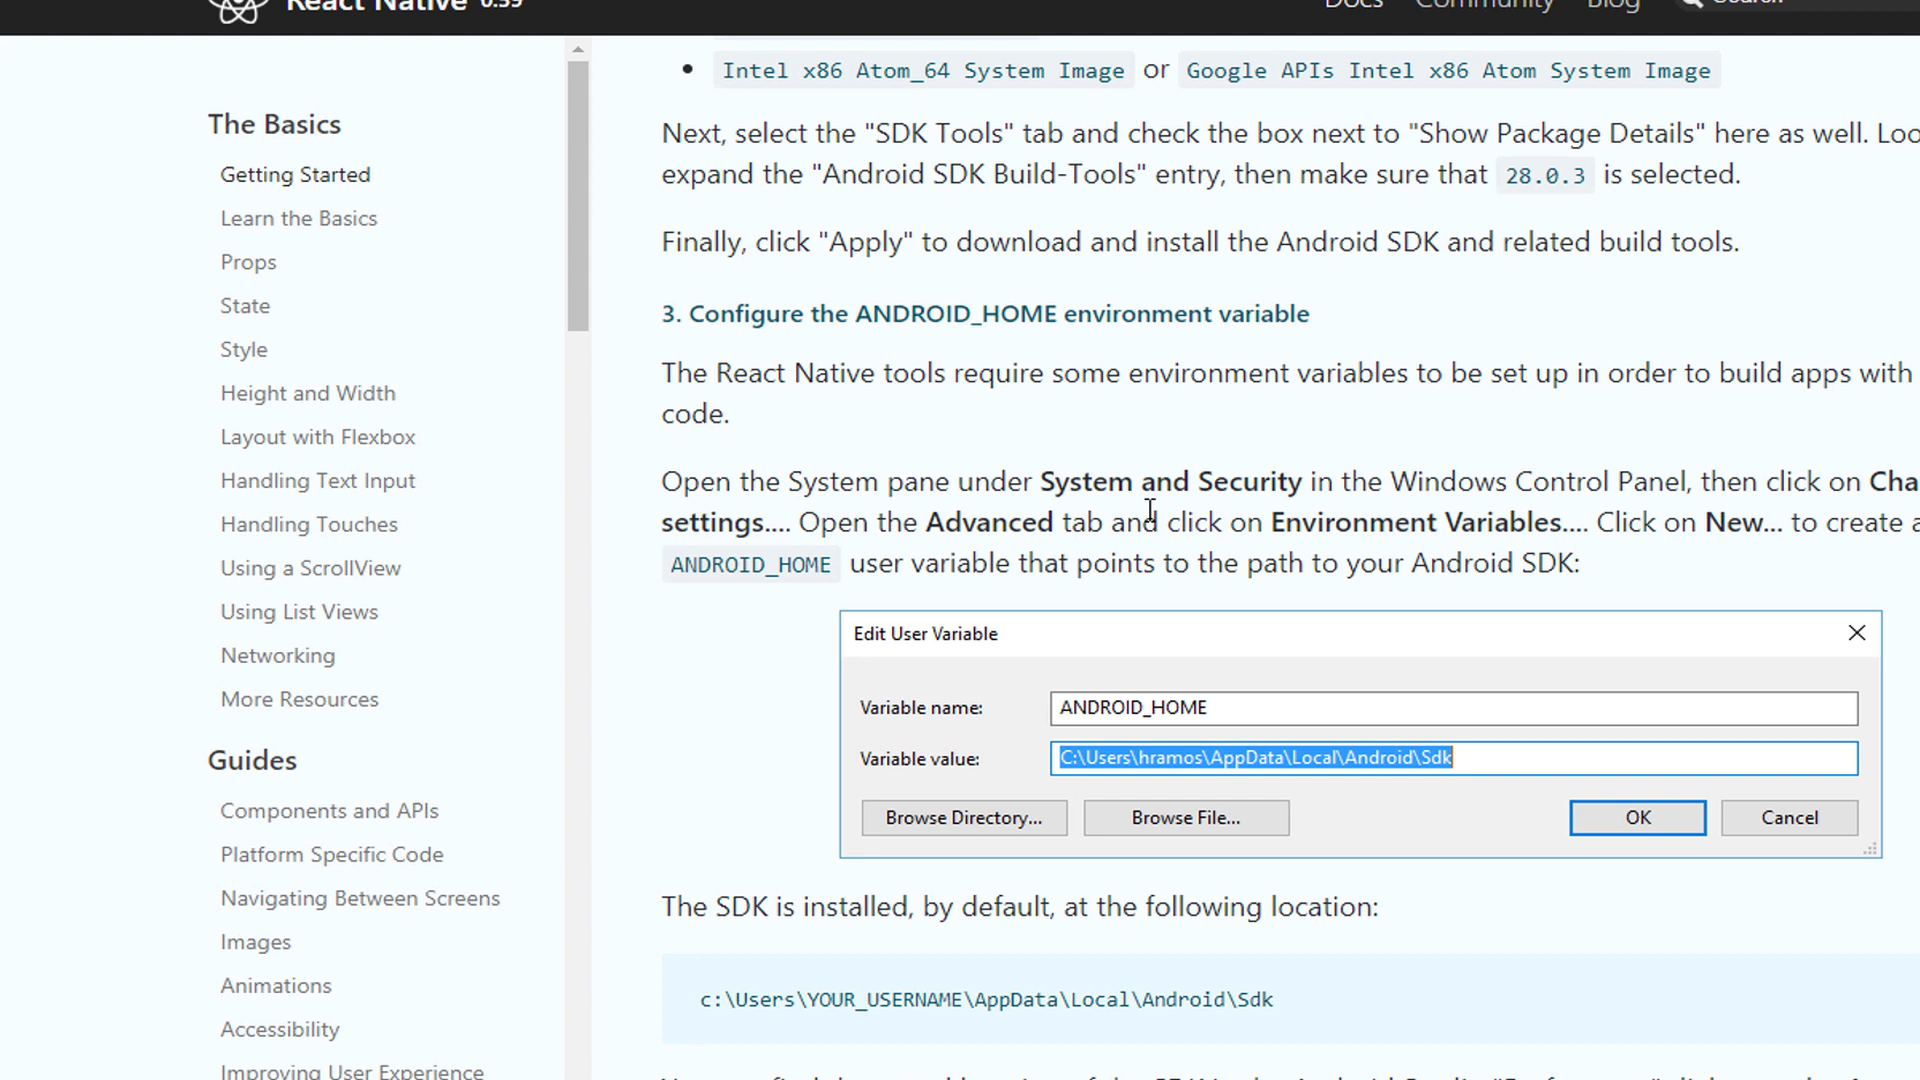 React Native 0.59
Docs Community Blog Search
Intel x86 Atom_64 System Image or Google APIs Intel x86 Atom System Image
The Basics
Getting Started
Learn the Basics
Props
State
Style
Height and Width
Layout with Flexbox
Handling Text Input
Handling Touches
Using a ScrollView
Using List Views
Networking
More Resources
Guides
Components and APIs
Platform Specific Code
Navigating Between Screens
Images
Animations
Accessibility
Improving User Experience
Next, select the "SDK Tools" tab and check the box next to "Show Package Details" here as well. Loo
expand the "Android SDK Build-Tools" entry, then make sure that 28.0.3 is selected.
Finally, click "Apply" to download and install the Android SDK and related build tools.
3. Configure the ANDROID_HOME environment variable
The React Native tools require some environment variables to be set up in order to build apps with
code.
Open the System pane under System and Security in the Windows Control Panel, then click on Cha
settings.... Open the Advanced tab and click on Environment Variables.... Click on New... to create a
ANDROID_HOME user variable that points to the path to your Android SDK:
Edit User Variable
Variable name: ANDROID_HOME
Variable value: C:\Users\hramos\AppData\Local\Android\Sdk
Browse Directory... Browse File... OK Cancel
The SDK is installed, by default, at the following location:
c:\Users\YOUR_USERNAME\AppData\Local\Android\Sdk